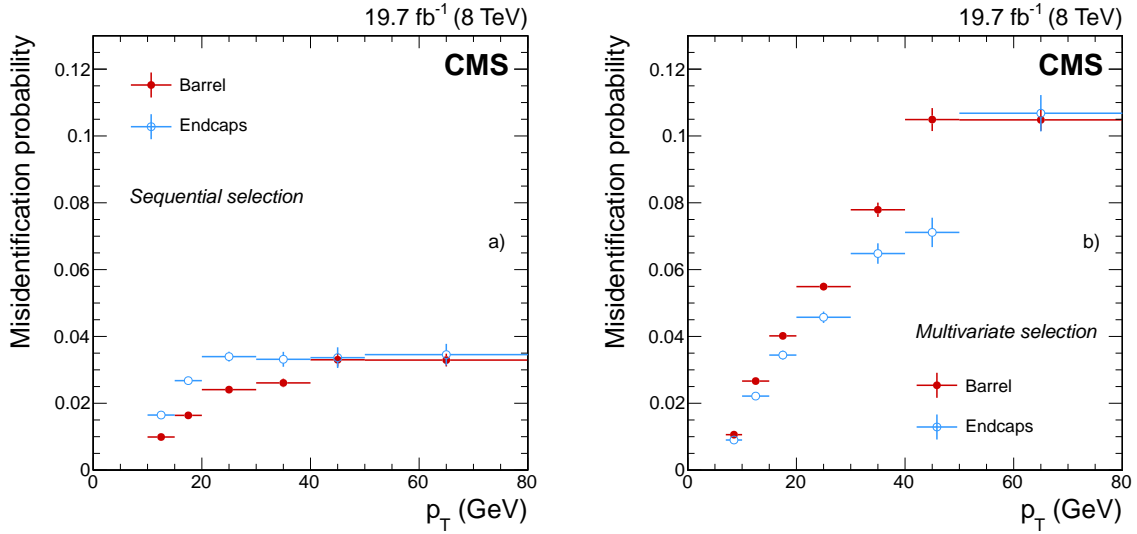 19.7 fb⁻¹ (8 TeV)
CMS
Misidentification probability
Barrel
Endcaps
Sequential selection
a)
0.12
0.1
0.08
0.06
0.04
0.02
0
0 20 40 60 80
p_T (GeV)
19.7 fb⁻¹ (8 TeV)
CMS
Misidentification probability
b)
Multivariate selection
Barrel
Endcaps
0.12
0.1
0.08
0.06
0.04
0.02
0
0 20 40 60 80
p_T (GeV)